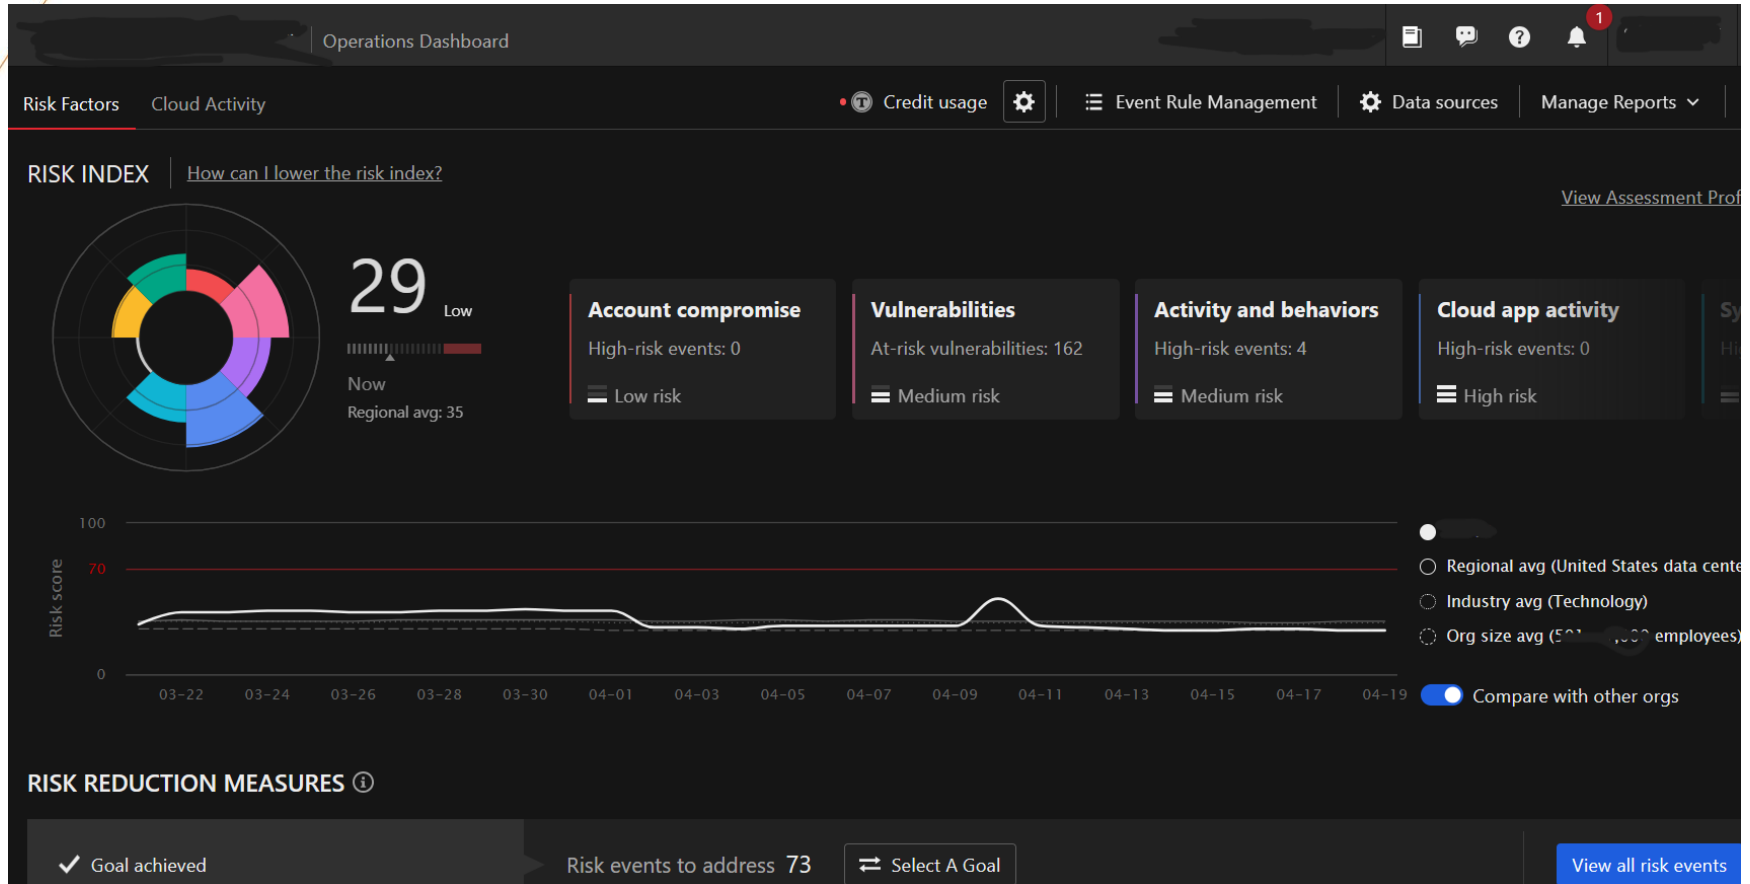 Operations Dashboard
1
Risk Factors
Cloud Activity
Credit usage
Event Rule Management
Data sources
Manage Reports
RISK INDEX
How can I lower the risk index?
View Assessment
29
Low
Now
Regional avg: 35
Account compromise
High-risk events: 0
Low risk
Vulnerabilities
At-risk vulnerabilities: 162
Medium risk
Activity and behaviors
High-risk events: 4
Medium risk
Cloud app activity
High-risk events: 0
High risk
Risk score
100
70
0
03-22 03-24 03-26 03-28 03-30 04-01 04-03 04-05 04-07 04-09 04-11 04-13 04-15 04-17 04-19
Regional avg (United States data
Industry avg (Technology)
Org size avg ( employees)
Compare with other orgs
RISK REDUCTION MEASURES
Goal achieved
Risk events to address 73
Select A Goal
View all risk events